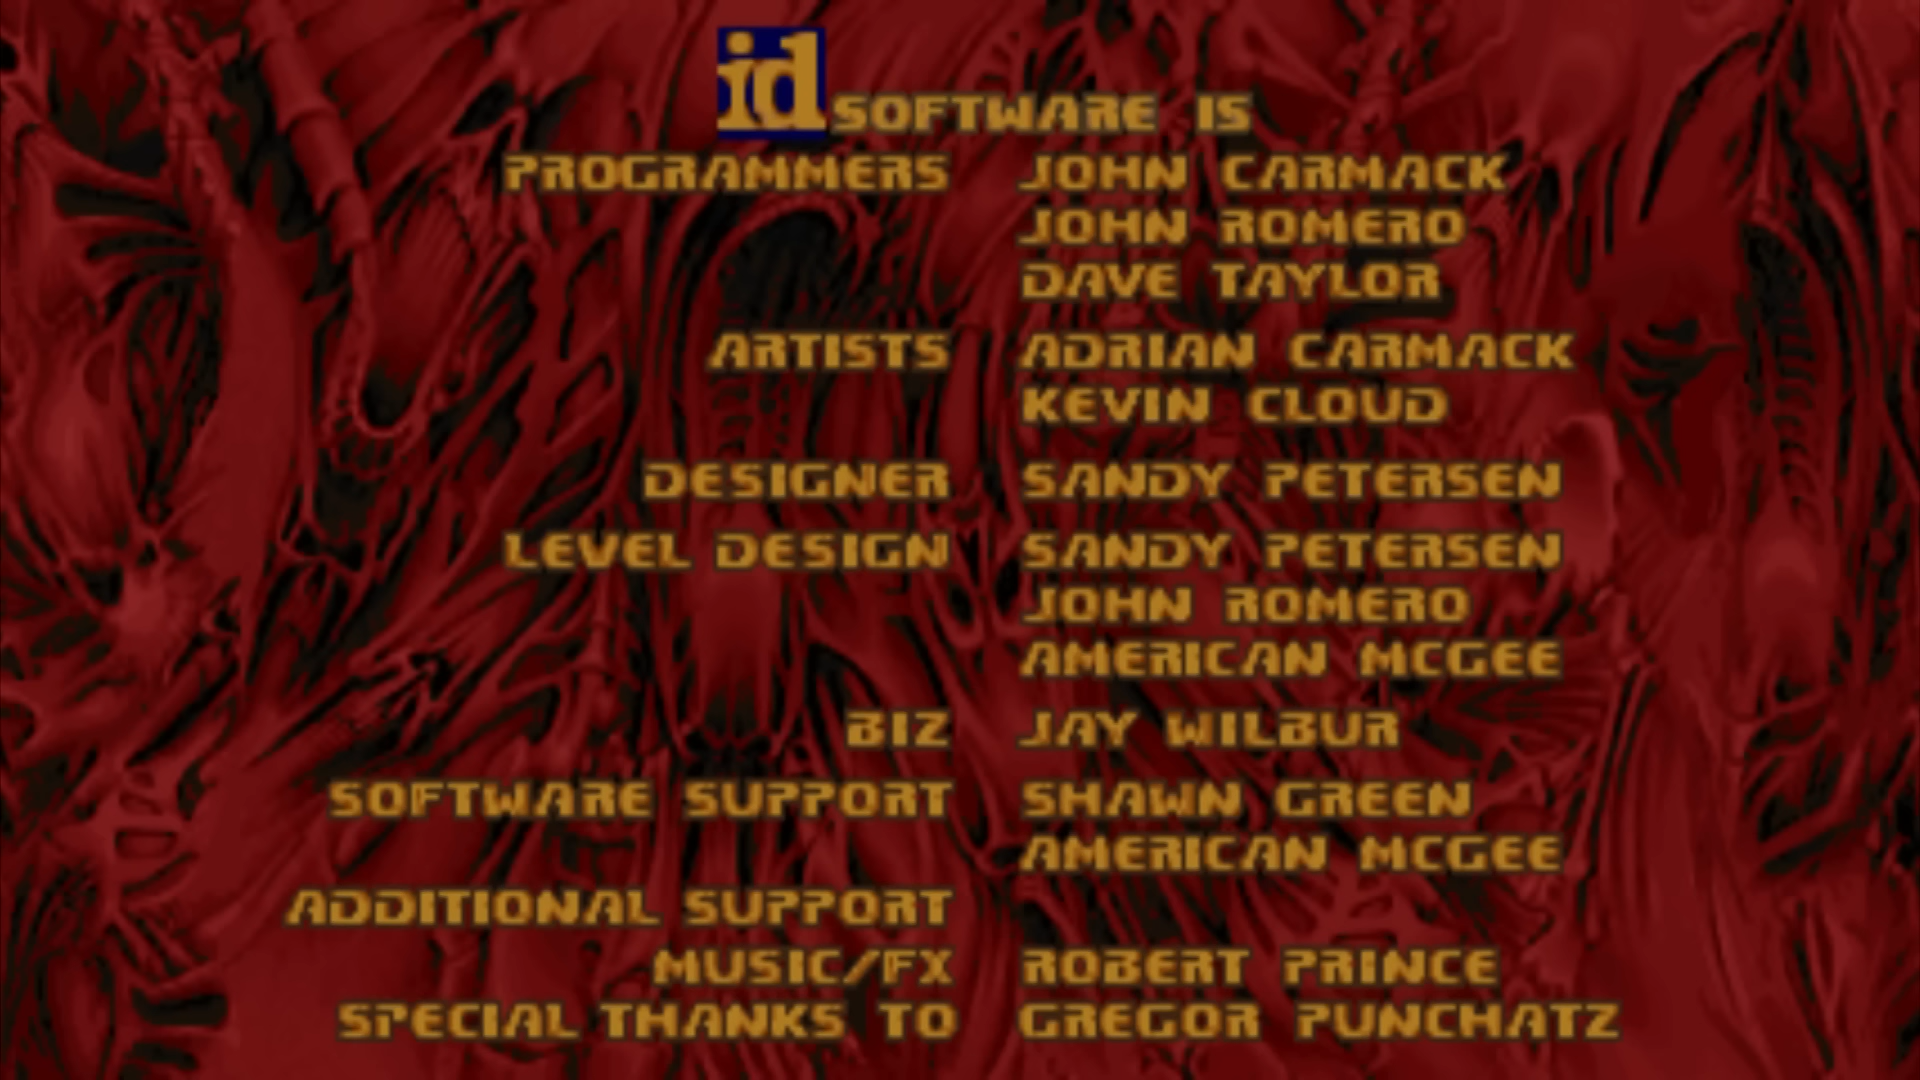 id SOFTWARE IS
PROGRAMMERS JOHN CARMACK
JOHN ROMERO
DAVE TAYLOR
ARTISTS ADRIAN CARMACK
KEVIN CLOUD
DESIGNER SANDY PETERSEN
LEVEL DESIGN SANDY PETERSEN
JOHN ROMERO
AMERICAN MCGEE
BIZ JAY WILBUR
SOFTWARE SUPPORT SHAWN GREEN
AMERICAN MCGEE
ADDITIONAL SUPPORT
MUSIC/FX ROBERT PRINCE
SPECIAL THANKS TO GREGOR PUNCHATZ